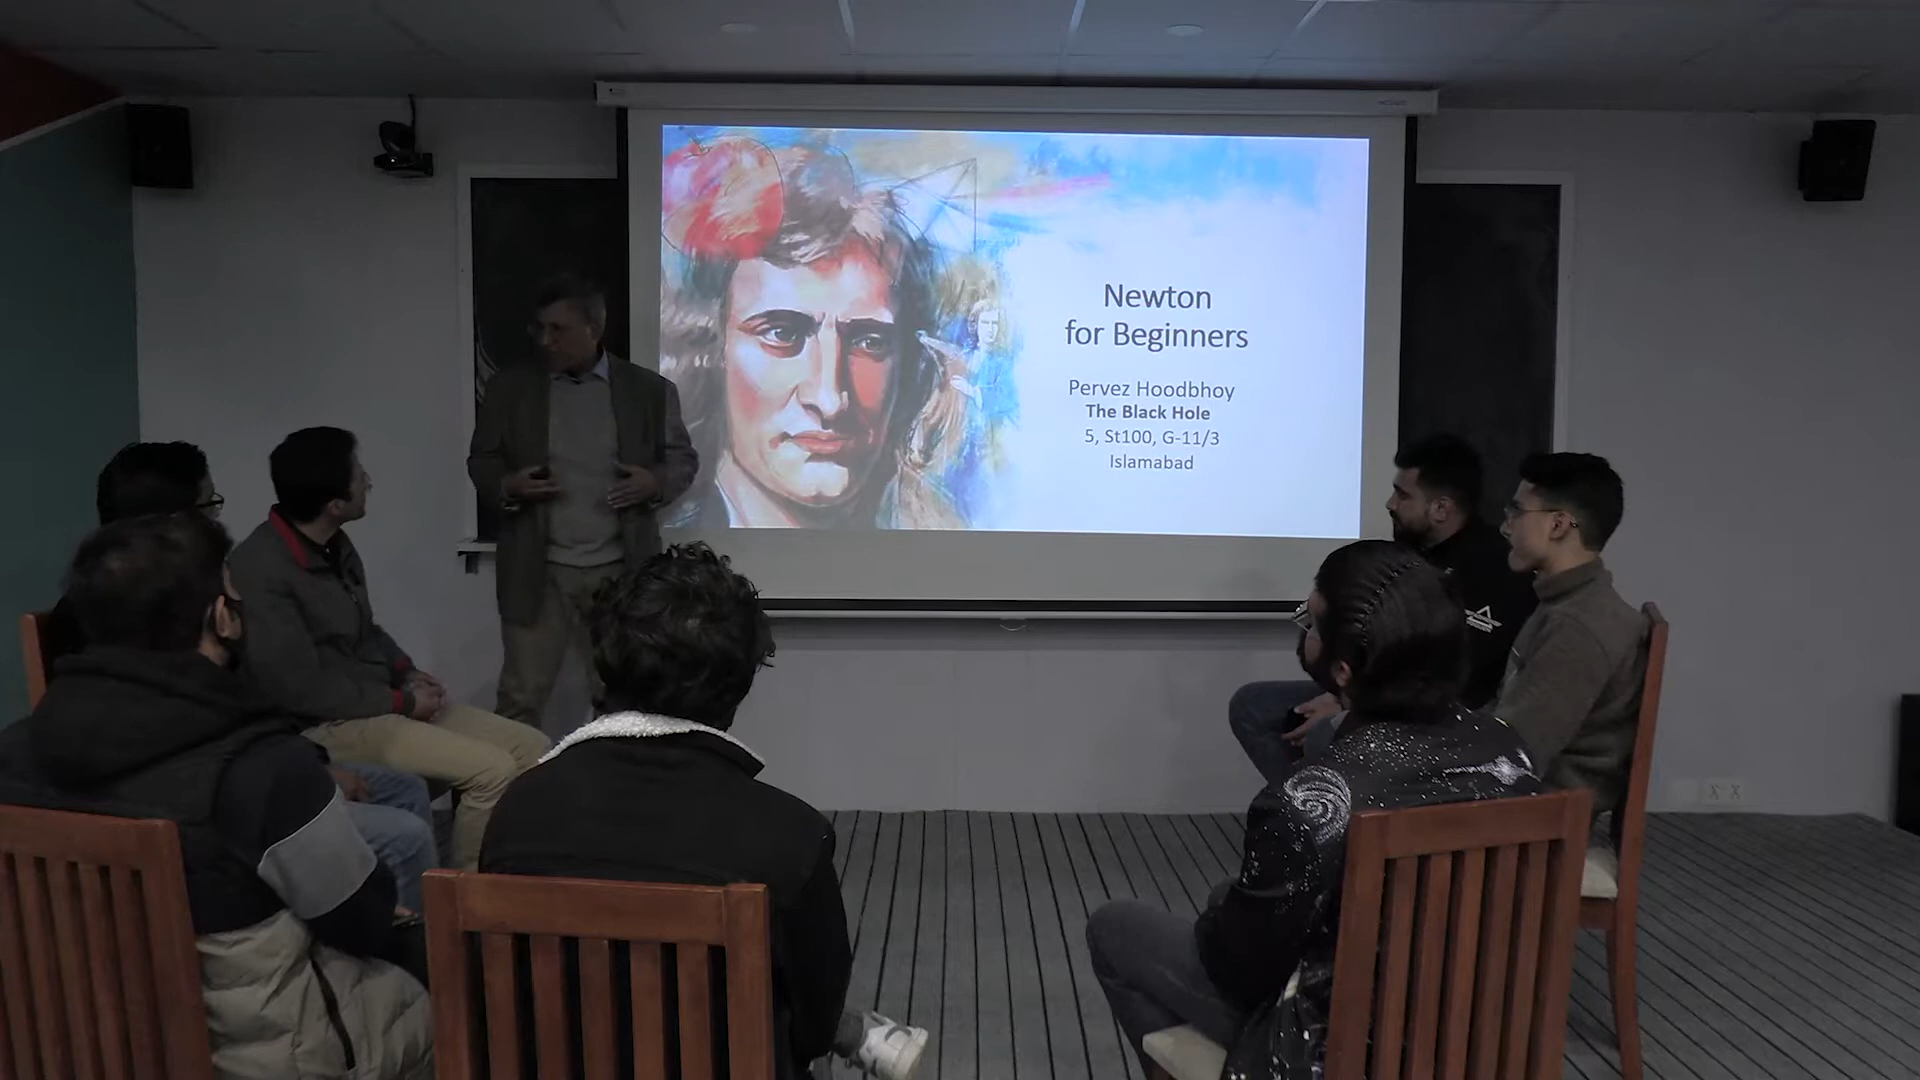 Newton
for Beginners
Pervez Hoodbhoy
The Black Hole
5, St100, G-11/3
Islamabad